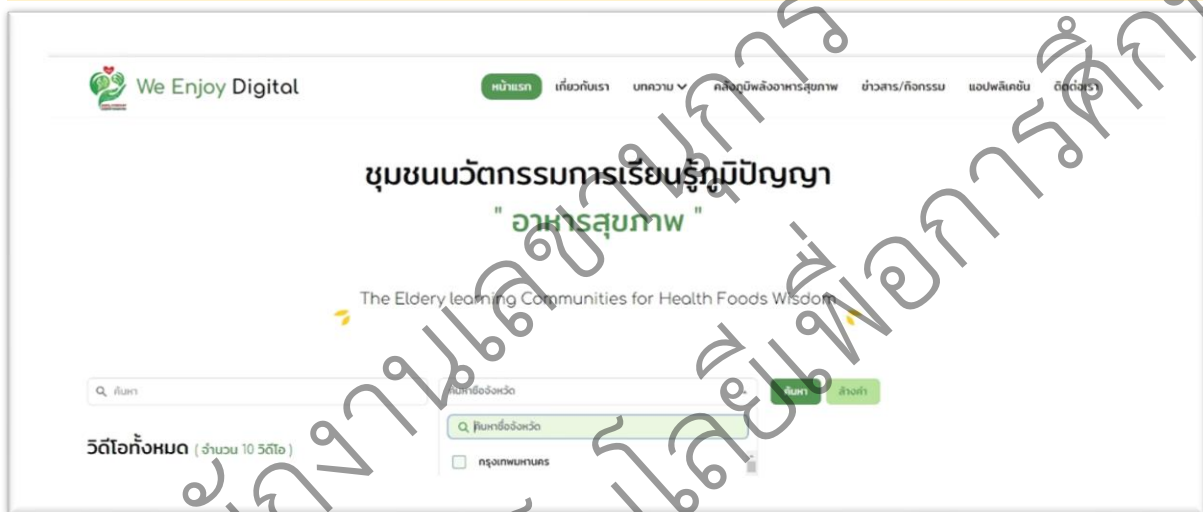 We Enjoy Digital
หน้าแรก เกี่ยวกับเรา บทความ คลังภูมิพลังอาหารสุขภาพ ข่าวสาร/กิจกรรม แอปพลิเคชัน ติดต่อเรา
ชุมชนนวัตกรรมการเรียนรู้ภูมิปัญญา
" อาหารสุขภาพ "
The Eldery learning Communities for Health Foods Wisdom
ค้นหา ค้นหาชื่อจังหวัด ค้นหา ล้างค่า
ค้นหาชื่อจังหวัด
วิดีโอทั้งหมด ( จำนวน 10 วิดีโอ )
กรุงเทพมหานคร